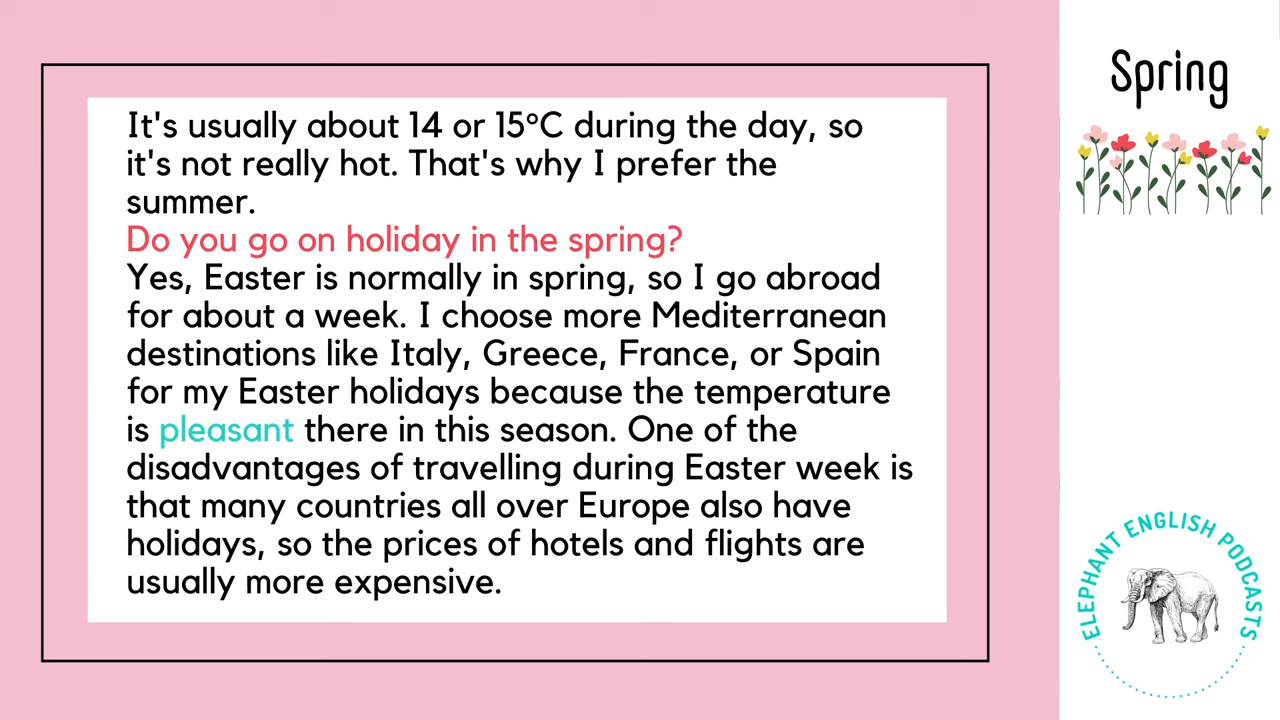 It's usually about 14 or 15°C during the day, so
it's not really hot. That's why I prefer the
summer.
Do you go on holiday in the spring?
Yes, Easter is normally in spring, so I go abroad
for about a week. I choose more Mediterranean
destinations like Italy, Greece, France, or Spain
for my Easter holidays because the temperature
is pleasant there in this season. One of the
disadvantages of travelling during Easter week is
that many countries all over Europe also have
holidays, so the prices of hotels and flights are
usually more expensive.
Spring
ELEPHANT ENGLISH PODCASTS